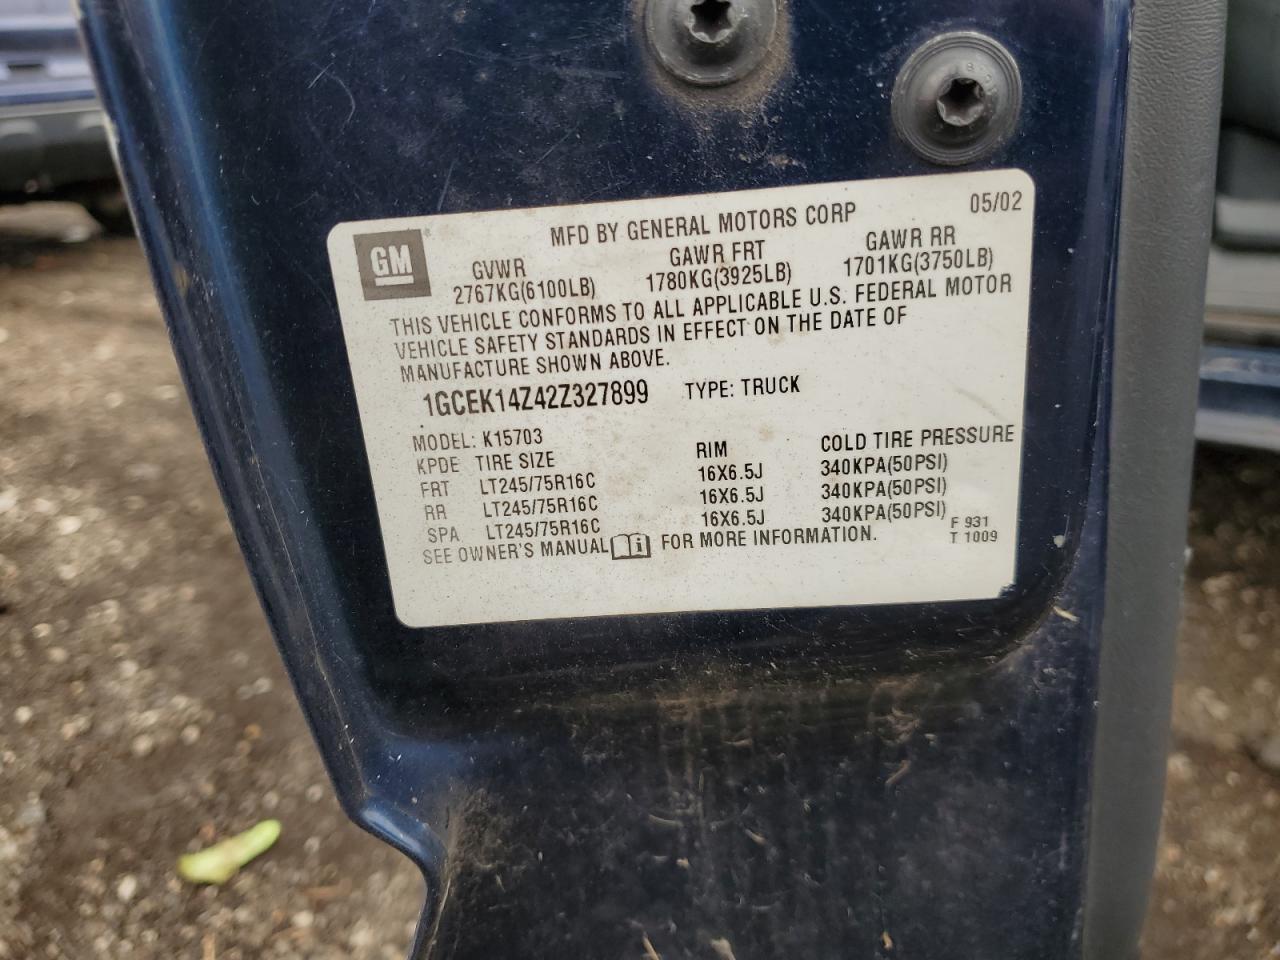 MFD BY GENERAL MOTORS CORP 05/02
GM
GVWR GAWR FRT GAWR RR
2767KG(6100LB) 1780KG(3925LB) 1701KG(3750LB)
THIS VEHICLE CONFORMS TO ALL APPLICABLE U.S. FEDERAL MOTOR
VEHICLE SAFETY STANDARDS IN EFFECT ON THE DATE OF
MANUFACTURE SHOWN ABOVE.
1GCEK14Z42Z327899 TYPE: TRUCK
MODEL: K15703
KPDE TIRE SIZE RIM COLD TIRE PRESSURE
FRT LT245/75R16C 16X6.5J 340KPA(50PSI)
RR LT245/75R16C 16X6.5J 340KPA(50PSI)
SPA LT245/75R16C 16X6.5J 340KPA(50PSI)
SEE OWNER'S MANUAL i FOR MORE INFORMATION.
F 931
T 1009